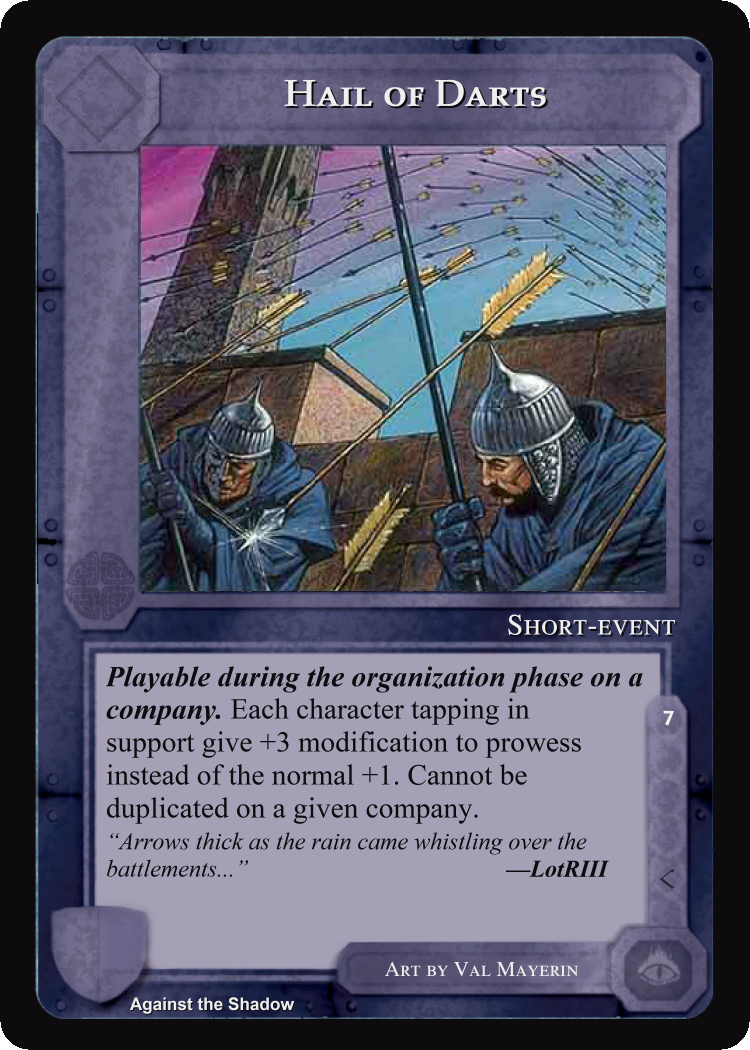 Hail of Darts
Short-event
Playable during the organization phase on a
company. Each character tapping in
support give +3 modification to prowess
instead of the normal +1. Cannot be
duplicated on a given company.
“Arrows thick as the rain came whistling over the
battlements...” —LotRIII
7
<
Art by Val Mayerin
Against the Shadow